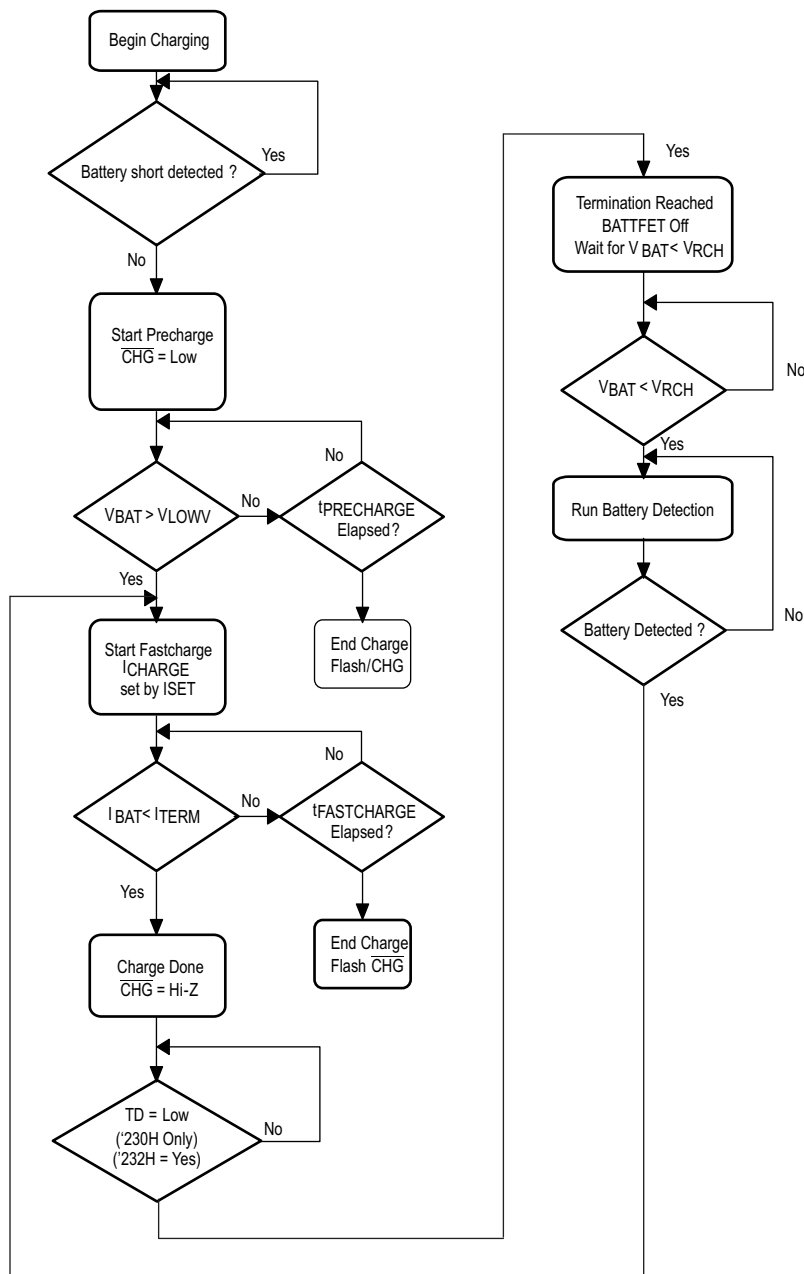 Begin Charging
Battery short detected ?
Yes
No
Start Precharge
CHG = Low
No
VBAT > VLOWV
No
tPRECHARGE
Elapsed?
Yes
Start Fastcharge
ICHARGE
set by ISET
End Charge
Flash/CHG
No
IBAT< ITERM
No
tFASTCHARGE
Elapsed?
Yes
Charge Done
CHG = Hi-Z
End Charge
Flash CHG
TD = Low
(‘230H Only)
(’232H = Yes)
No
Yes
Termination Reached
BATTFET Off
Wait for VBAT< VRCH
VBAT < VRCH
No
Yes
Run Battery Detection
Battery Detected ?
No
Yes